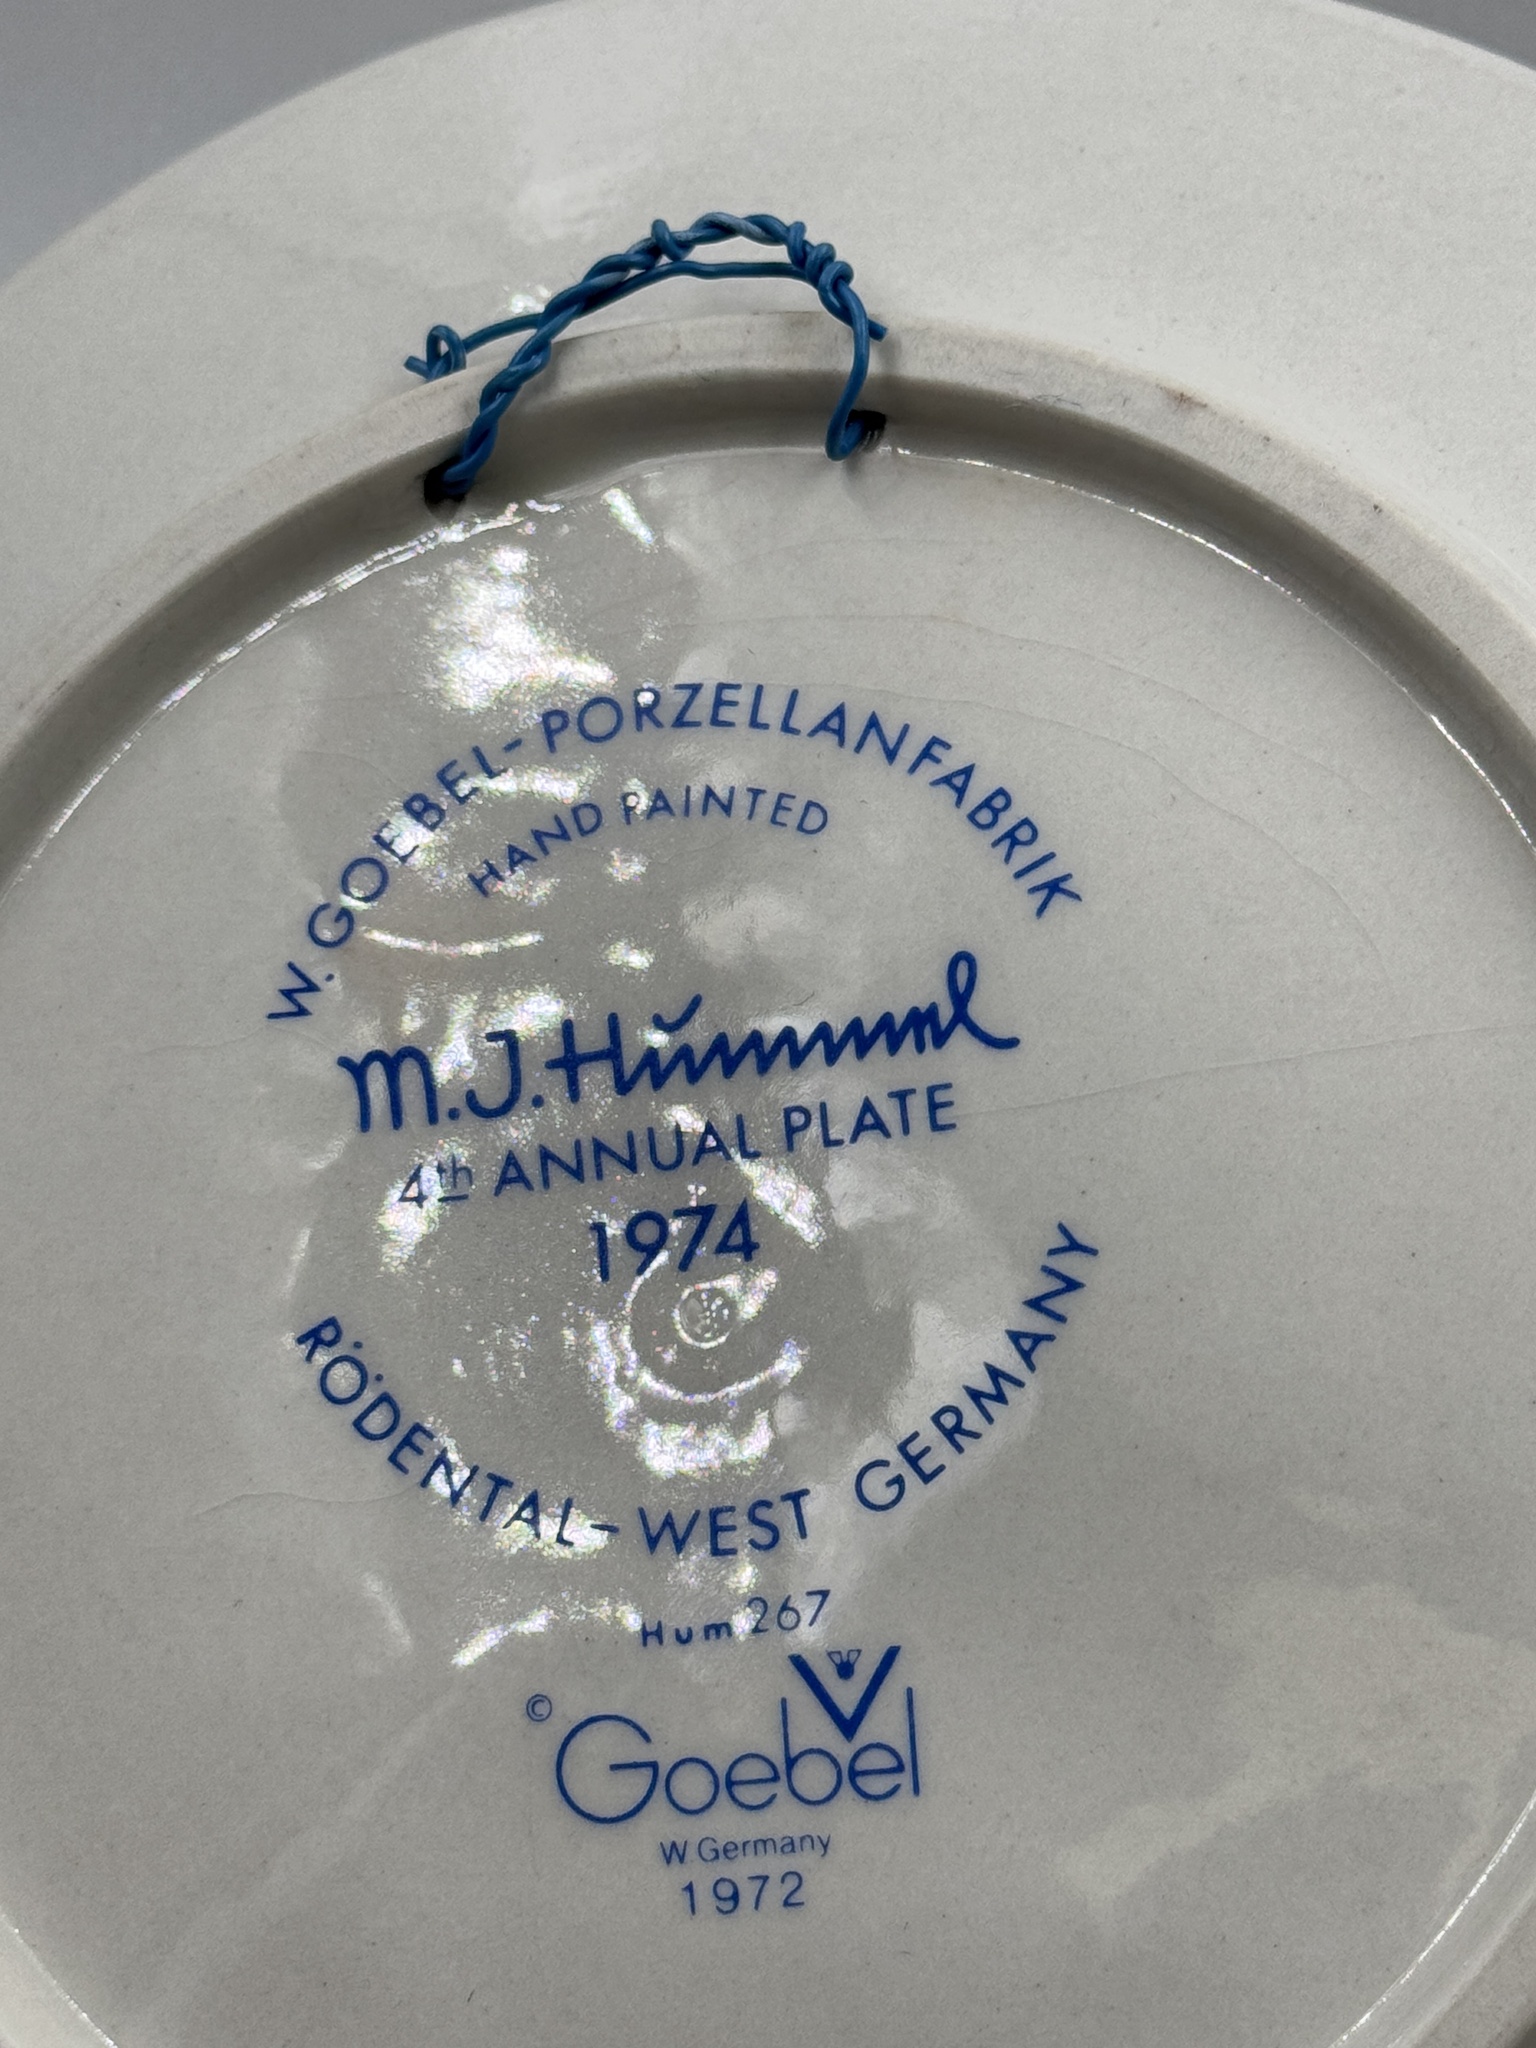 W. GOEBEL-PORZELLANFABRIK
HAND PAINTED
M.J. Hummel
4th ANNUAL PLATE
1974
RÖDENTAL-WEST GERMANY
Hum 267
© Goebel
W. Germany
1972